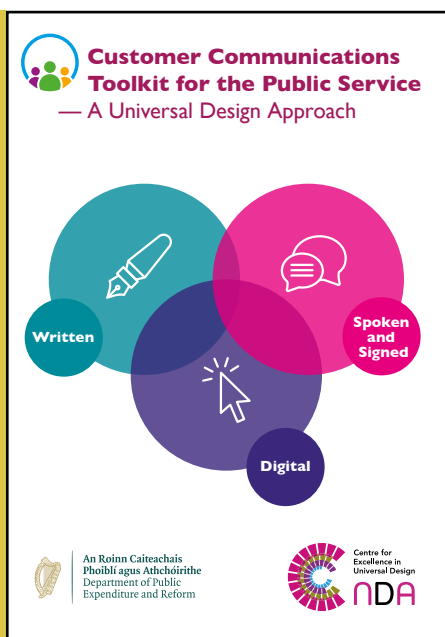 Customer Communications
Toolkit for the Public Service
— A Universal Design Approach
Written
Spoken
and
Signed
Digital
An Roinn Caiteachais
Phoiblí agus Athchóirithe
Department of Public
Expenditure and Reform
Centre for
Excellence in
Universal Design
NDA